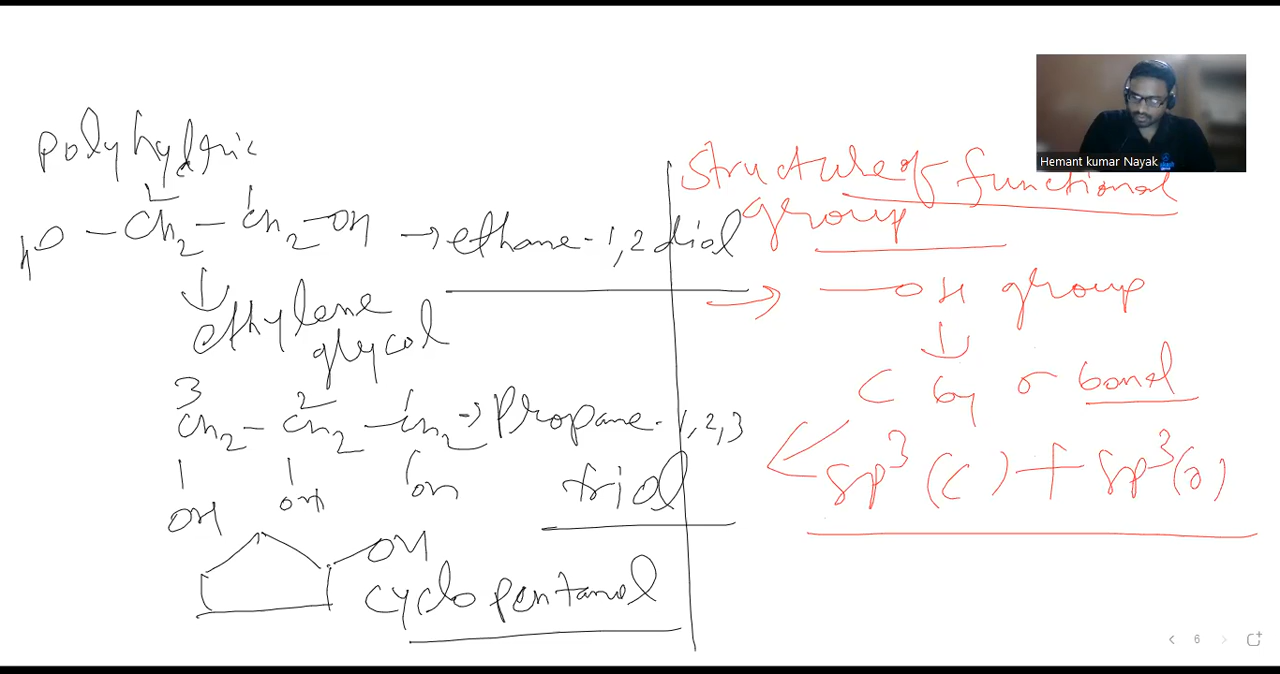 Polyhydric
HO - CH2 - CH2 - OH → ethane-1,2 diol
2 1
↓
ethylene
glycol
3 2 1
CH2 - CH2 - CH2 → Propane-1,2,3
OH OH OH triol
OH
cyclo pentanol
Structure of functional
group
→ -OH group
↓
C by σ bond
sp³ (C) + sp³ (O)
Hemant kumar Nayak
6